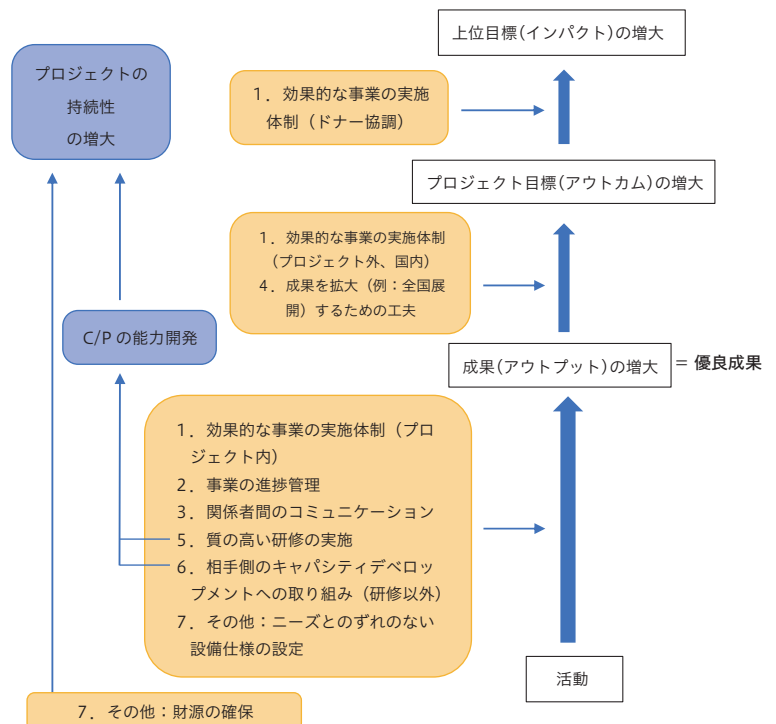 上位目標(インパクト)の増大
プロジェクトの
持続性
の増大
1．効果的な事業の実施
体制（ドナー協調）
プロジェクト目標(アウトカム)の増大
1．効果的な事業の実施体制
（プロジェクト外、国内）
4．成果を拡大（例：全国展
開）するための工夫
C/P の能力開発
成果(アウトプット)の増大
= 優良成果
1．効果的な事業の実施体制（プロ
ジェクト内）
2．事業の進捗管理
3．関係者間のコミュニケーション
5．質の高い研修の実施
6．相手側のキャパシティデベロッ
プメントへの取り組み（研修以外）
7．その他：ニーズとのずれのない
設備仕様の設定
活動
7．その他：財源の確保